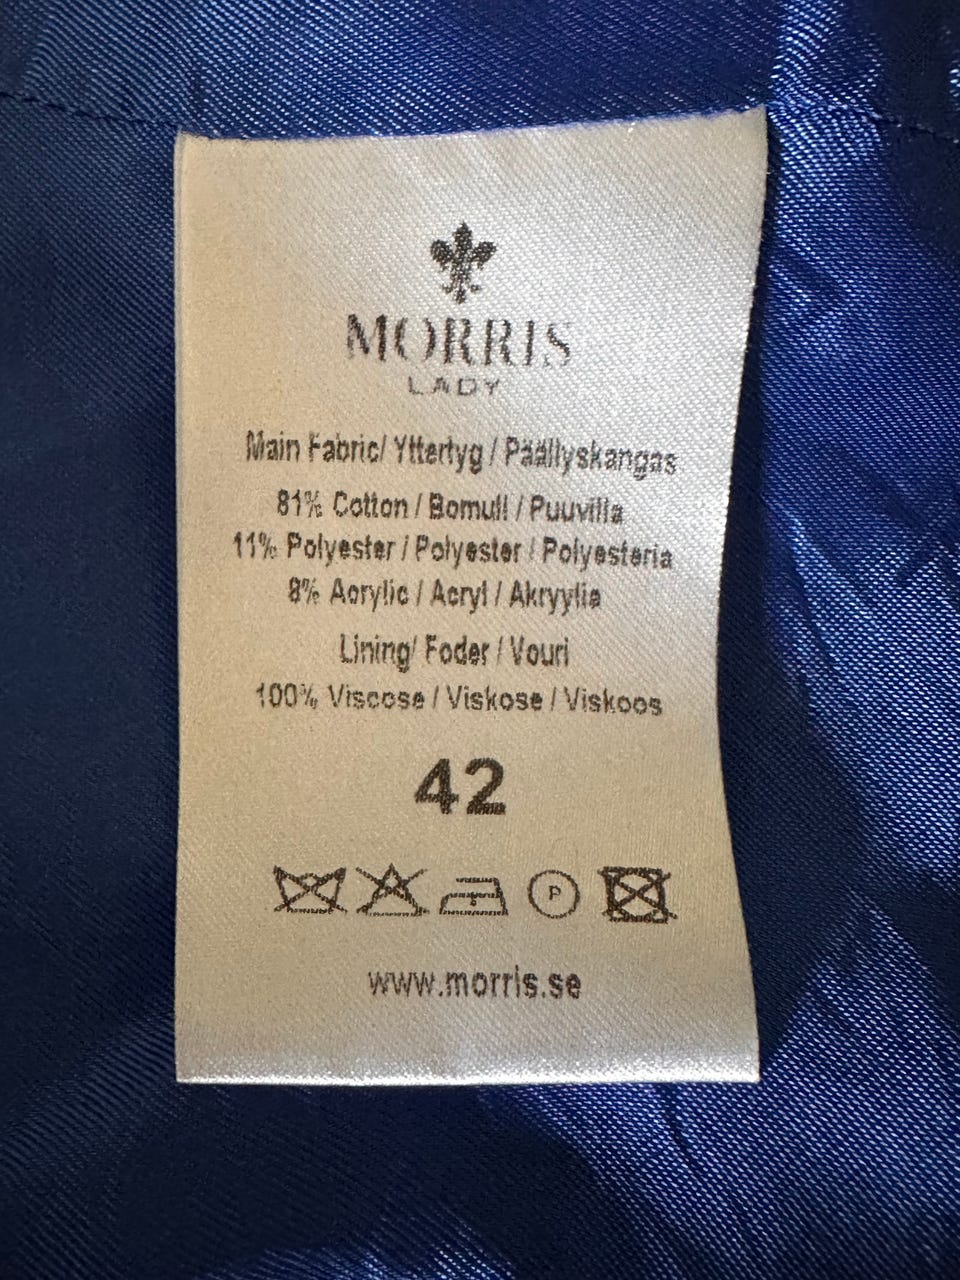 MORRIS
LADY
Main Fabric/ Yttertyg / Päällyskangas
81% Cotton / Bomull / Puuvilla
11% Polyester / Polyester / Polyesteria
8% Acrylic / Acryl / Akryylia
Lining/ Foder / Vouri
100% Viscose / Viskose / Viskoos
42
P
www.morris.se